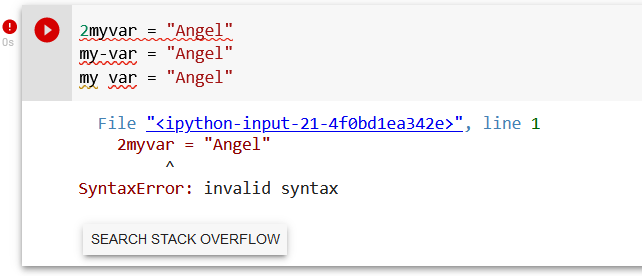 2myvar = "Angel"
my-var = "Angel"
my var = "Angel"
0s
File "<ipython-input-21-4f0bd1ea342e>", line 1
2myvar = "Angel"
^
SyntaxError: invalid syntax
SEARCH STACK OVERFLOW